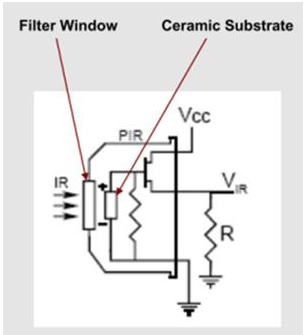 Filter Window Ceramic Substrate
Vcc
PIR
IR
+
VIR
-
R